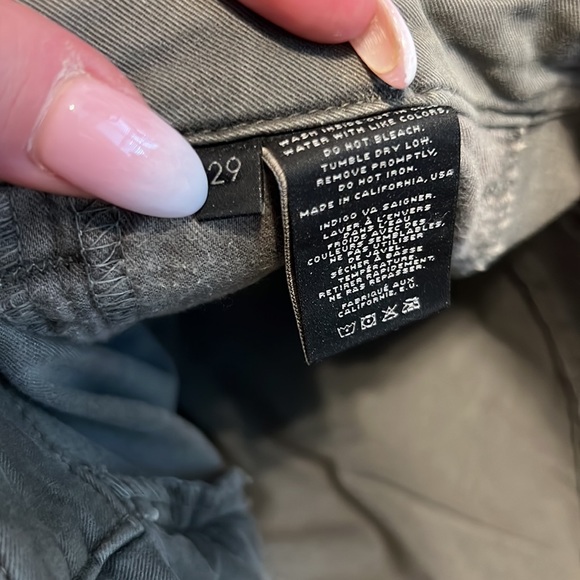 29
WASH INSIDE
WATER WITH LIKE COLORS.
DO NOT BLEACH.
TUMBLE DRY LOW.
REMOVE PROMPTLY.
DO NOT IRON.
MADE IN CALIFORNIA, USA
INDIGO VA SAIGNER.
LAVER À L'ENVERS
DANS L'EAU
FROIDE AVEC DES
COULEURS SEMBLABLES.
NE PAS UTILISER
DE JAVEL.
SÉCHER À BASSE
TEMPÉRATURE.
RETIRER RAPIDEMENT.
NE PAS REPASSER.
FABRIQUÉ AUX
CALIFORNIE, É.U.